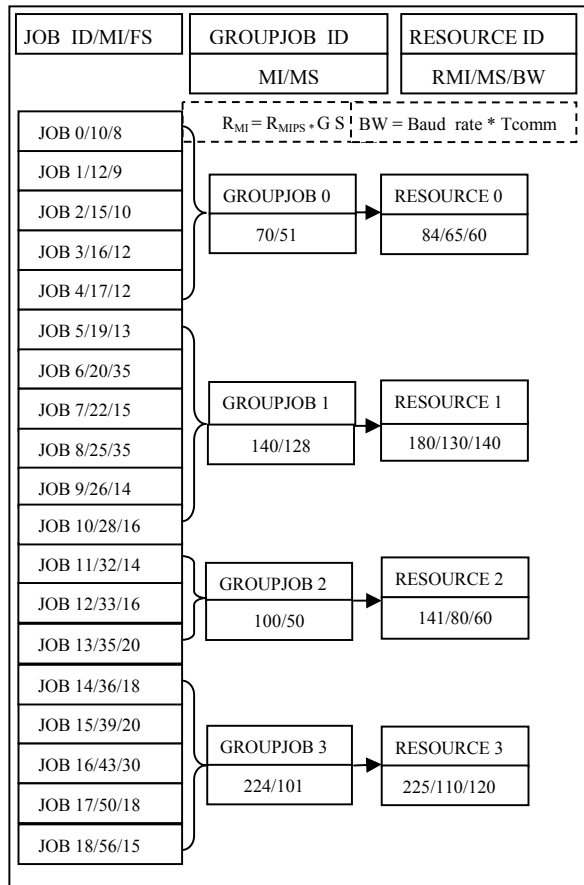 JOB ID/MI/FS
GROUPJOB ID
MI/MS
RESOURCE ID
RMI/MS/BW
RMI = RMIPS * G S
BW = Baud rate * Tcomm
JOB 0/10/8
JOB 1/12/9
JOB 2/15/10
JOB 3/16/12
JOB 4/17/12
GROUPJOB 0
70/51
RESOURCE 0
84/65/60
JOB 5/19/13
JOB 6/20/35
JOB 7/22/15
JOB 8/25/35
JOB 9/26/14
JOB 10/28/16
GROUPJOB 1
140/128
RESOURCE 1
180/130/140
JOB 11/32/14
JOB 12/33/16
JOB 13/35/20
GROUPJOB 2
100/50
RESOURCE 2
141/80/60
JOB 14/36/18
JOB 15/39/20
JOB 16/43/30
JOB 17/50/18
JOB 18/56/15
GROUPJOB 3
224/101
RESOURCE 3
225/110/120